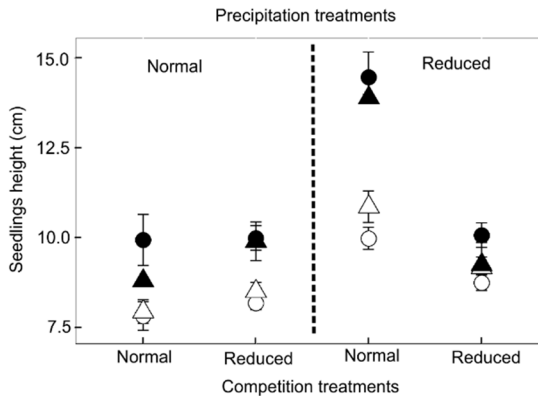 Precipitation treatments
Normal
Reduced
Seedlings height (cm)
15.0
12.5
10.0
7.5
Normal Reduced Normal Reduced
Competition treatments